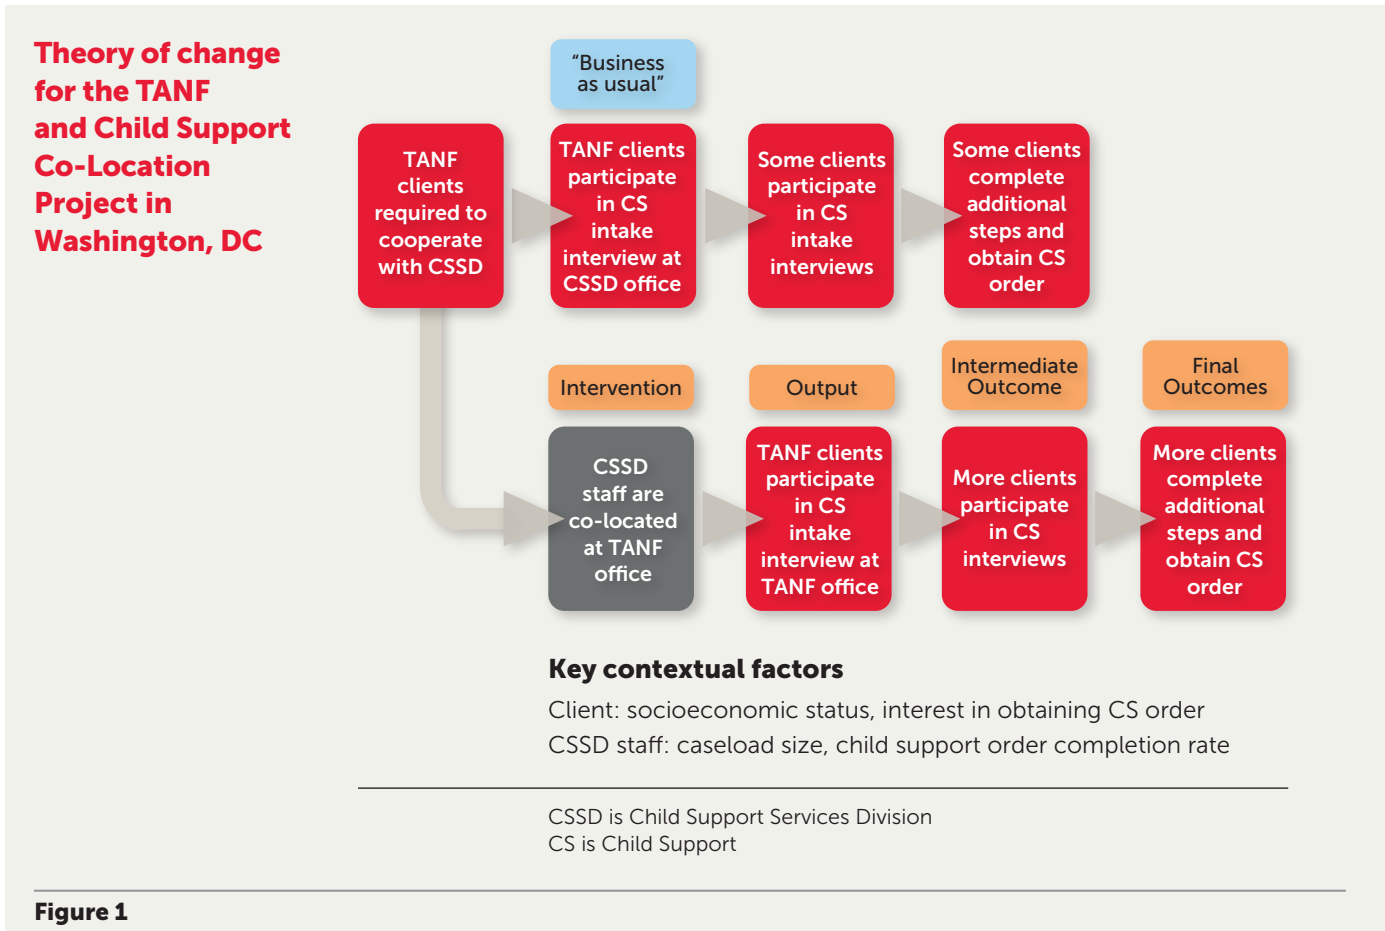 Theory of change
for the TANF
and Child Support
Co-Location
Project in
Washington, DC
“Business
as usual”
TANF
clients
required to
cooperate
with CSSD
TANF clients
participate
in CS
intake
interview at
CSSD office
Some clients
participate
in CS
intake
interviews
Some clients
complete
additional
steps and
obtain CS
order
Intervention
Output
Intermediate
Outcome
Final
Outcomes
CSSD
staff are
co-located
at TANF
office
TANF clients
participate
in CS
intake
interview at
TANF office
More clients
participate
in CS
interviews
More clients
complete
additional
steps and
obtain CS
order
Key contextual factors
Client: socioeconomic status, interest in obtaining CS order
CSSD staff: caseload size, child support order completion rate
CSSD is Child Support Services Division
CS is Child Support
Figure 1